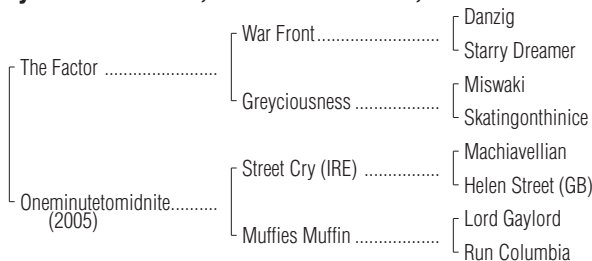 Danzig
War Front
Starry Dreamer
The Factor
Miswaki
Greyciousness
Skatingonthinice
Machiavellian
Street Cry (IRE)
Helen Street (GB)
Oneminutetomidnite
(2005)
Lord Gaylord
Muffies Muffin
Run Columbia